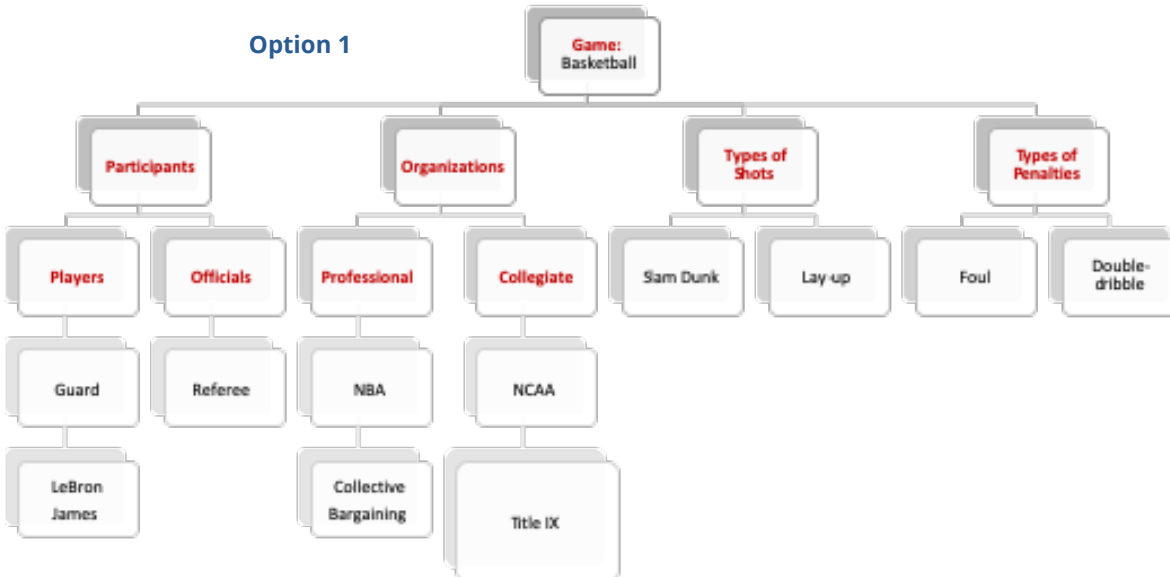 Option 1
Game:
Basketball
Participants
Organizations
Types of
Shots
Types of
Penalties
Players
Officials
Professional
Collegiate
Slam Dunk
Lay-up
Foul
Double-
dribble
Guard
Referee
NBA
NCAA
LeBron
James
Collective
Bargaining
Title IX